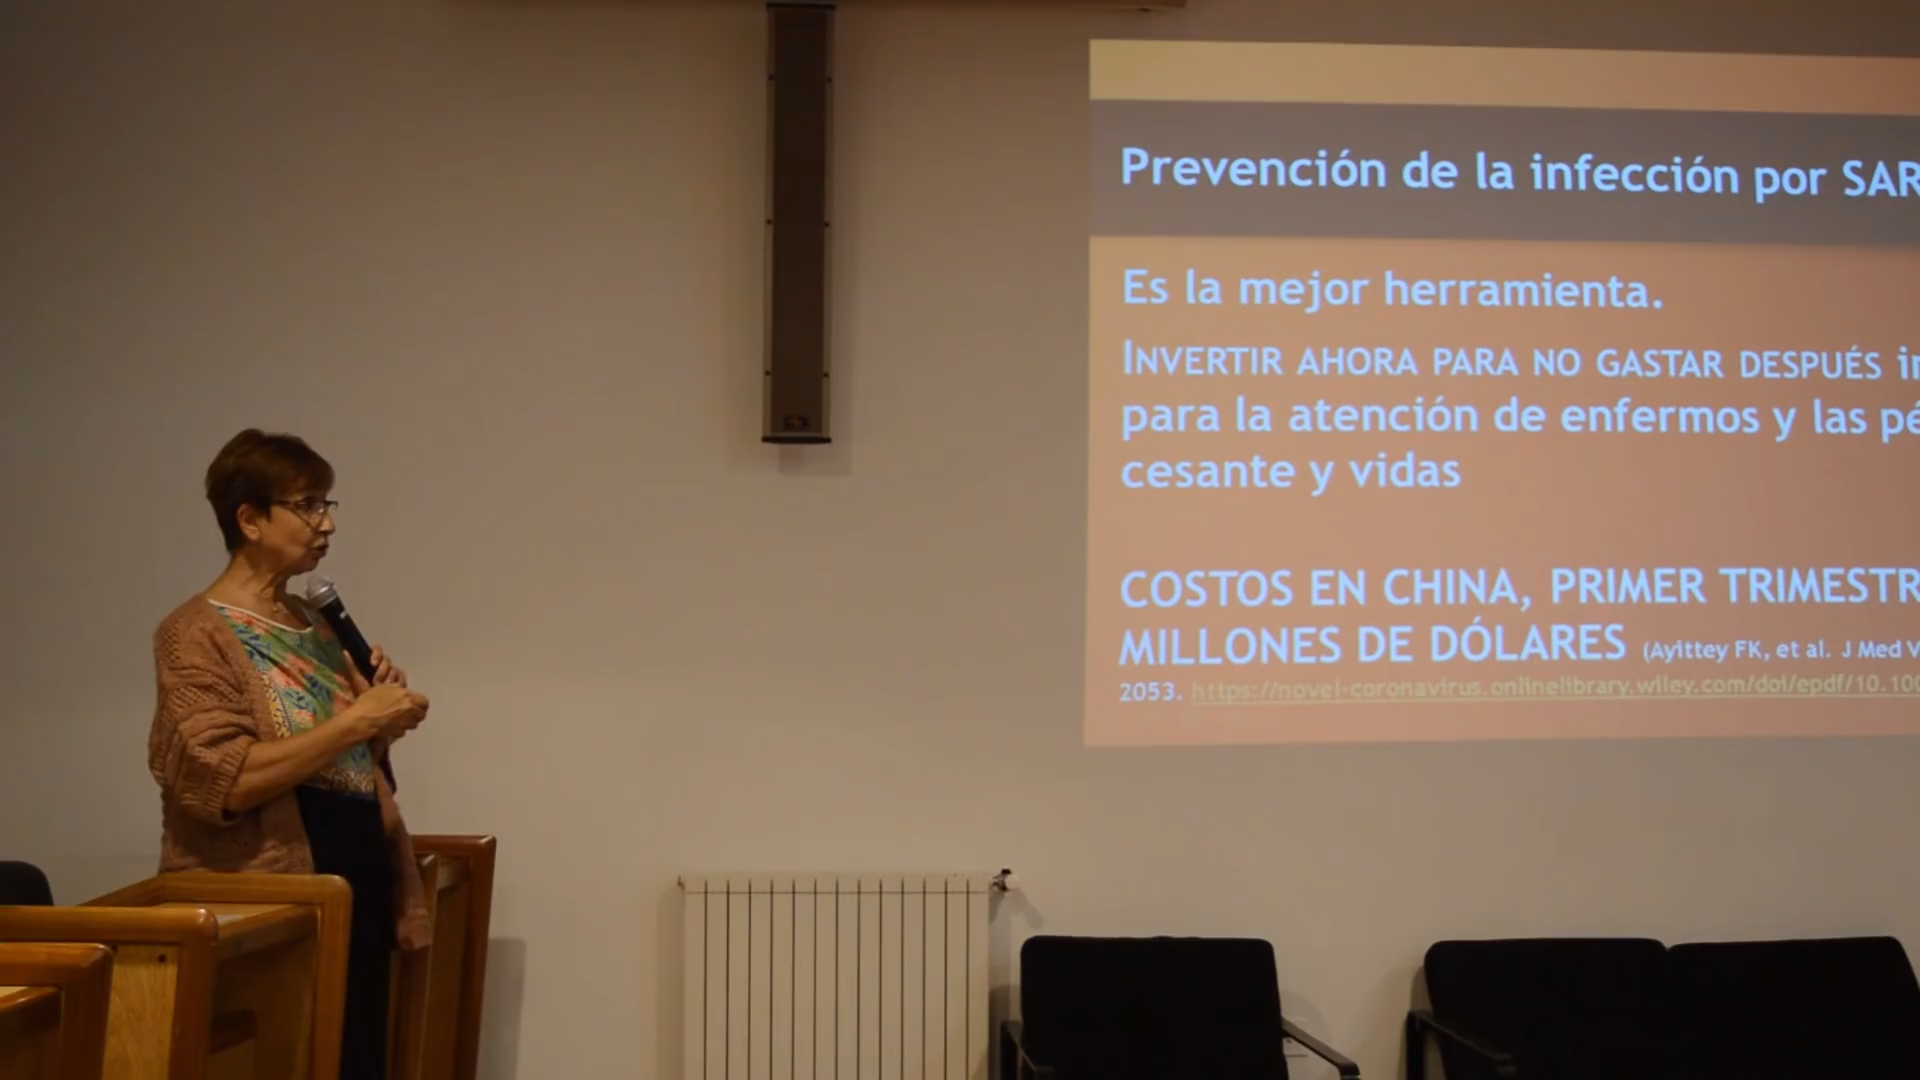 Prevención de la infección por SAR
Es la mejor herramienta.
INVERTIR AHORA PARA NO GASTAR DESPUÉS
para la atención de enfermos y las
cesante y vidas
COSTOS EN CHINA, PRIMER TRIMESTR
MILLONES DE DÓLARES (Ayittey FK, et al. J Med V
2053. https://novel-coronavirus.onlinelibrary.wiley.com/doi/epdf/10.100